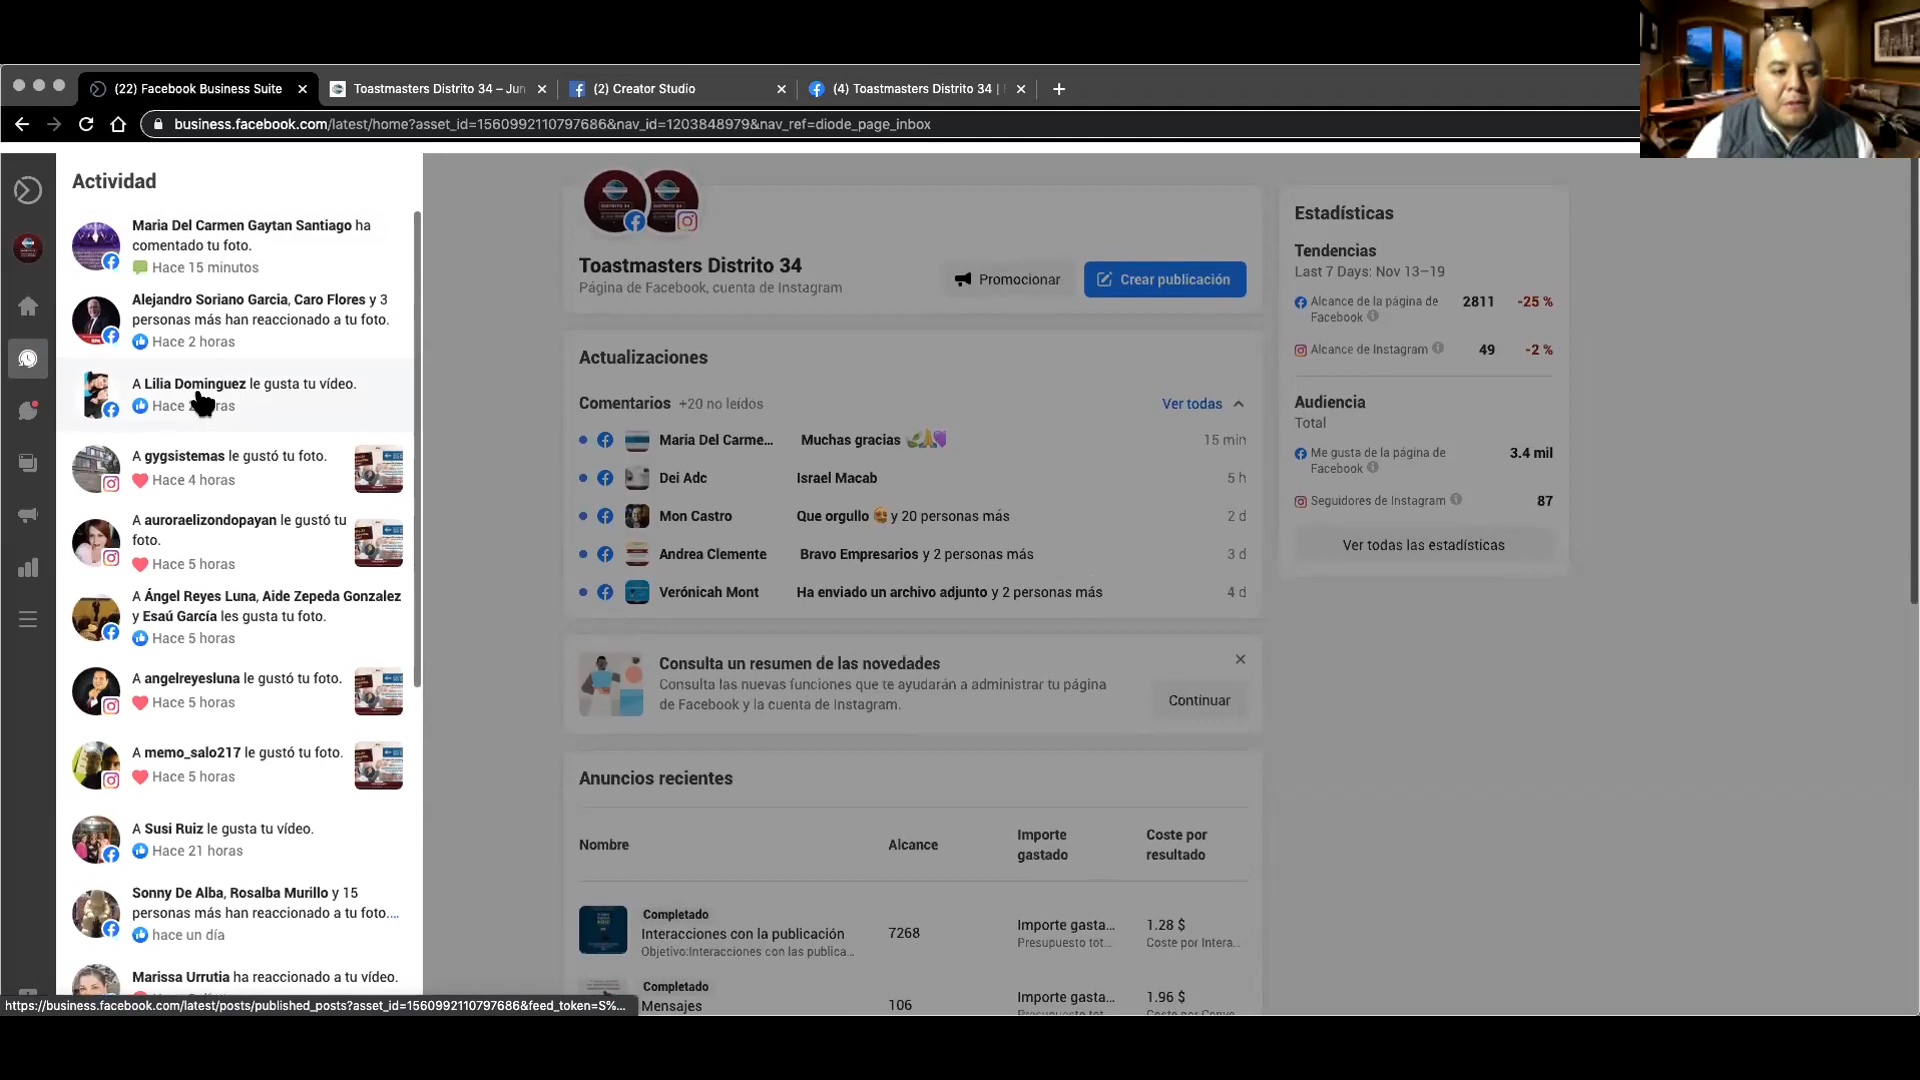 (22) Facebook Business Suite
Toastmasters Distrito 34 – Jun
(2) Creator Studio
(4) Toastmasters Distrito 34 |
business.facebook.com/latest/home?asset_id=1560992110797686&nav_id=1203848979&nav_ref=diode_page_inbox
Actividad
Maria Del Carmen Gaytan Santiago ha
comentado tu foto.
Hace 15 minutos
Alejandro Soriano Garcia, Caro Flores y 3
personas más han reaccionado a tu foto.
Hace 2 horas
A Lilia Dominguez le gusta tu vídeo.
Hace 2 horas
A gygsistemas le gustó tu foto.
Hace 4 horas
A auroraelizondopayan le gustó tu
foto.
Hace 5 horas
A Ángel Reyes Luna, Aide Zepeda Gonzalez
y Esaú García les gusta tu foto.
Hace 5 horas
A angelreyesluna le gustó tu foto.
Hace 5 horas
A memo_salo217 le gustó tu foto.
Hace 5 horas
A Susi Ruiz le gusta tu vídeo.
Hace 21 horas
Sonny De Alba, Rosalba Murillo y 15
personas más han reaccionado a tu foto....
hace un día
Marissa Urrutia ha reaccionado a tu vídeo.
https://business.facebook.com/latest/posts/published_posts?asset_id=1560992110797686&feed_token=S%...
Toastmasters Distrito 34
Página de Facebook, cuenta de Instagram
Promocionar
Crear publicación
Actualizaciones
Comentarios +20 no leídos
Ver todas
Maria Del Carme... Muchas gracias 15 min
Dei Adc Israel Macab 5 h
Mon Castro Que orgullo y 20 personas más 2 d
Andrea Clemente Bravo Empresarios y 2 personas más 3 d
Verónicah Mont Ha enviado un archivo adjunto y 2 personas más 4 d
Consulta un resumen de las novedades
Consulta las nuevas funciones que te ayudarán a administrar tu página
de Facebook y la cuenta de Instagram.
Continuar
Anuncios recientes
Nombre Alcance Importe gastado Coste por resultado
Completado
Interacciones con la publicación 7268 Importe gasta... 1.28 $
Objetivo:Interacciones con las publica... Presupuesto tot... Coste por Intera...
Completado
Mensajes 106 Importe gasta... 1.96 $
Estadísticas
Tendencias
Last 7 Days: Nov 13–19
Alcance de la página de
Facebook
2811 -25 %
Alcance de Instagram 49 -2 %
Audiencia
Total
Me gusta de la página de
Facebook
3.4 mil
Seguidores de Instagram 87
Ver todas las estadísticas